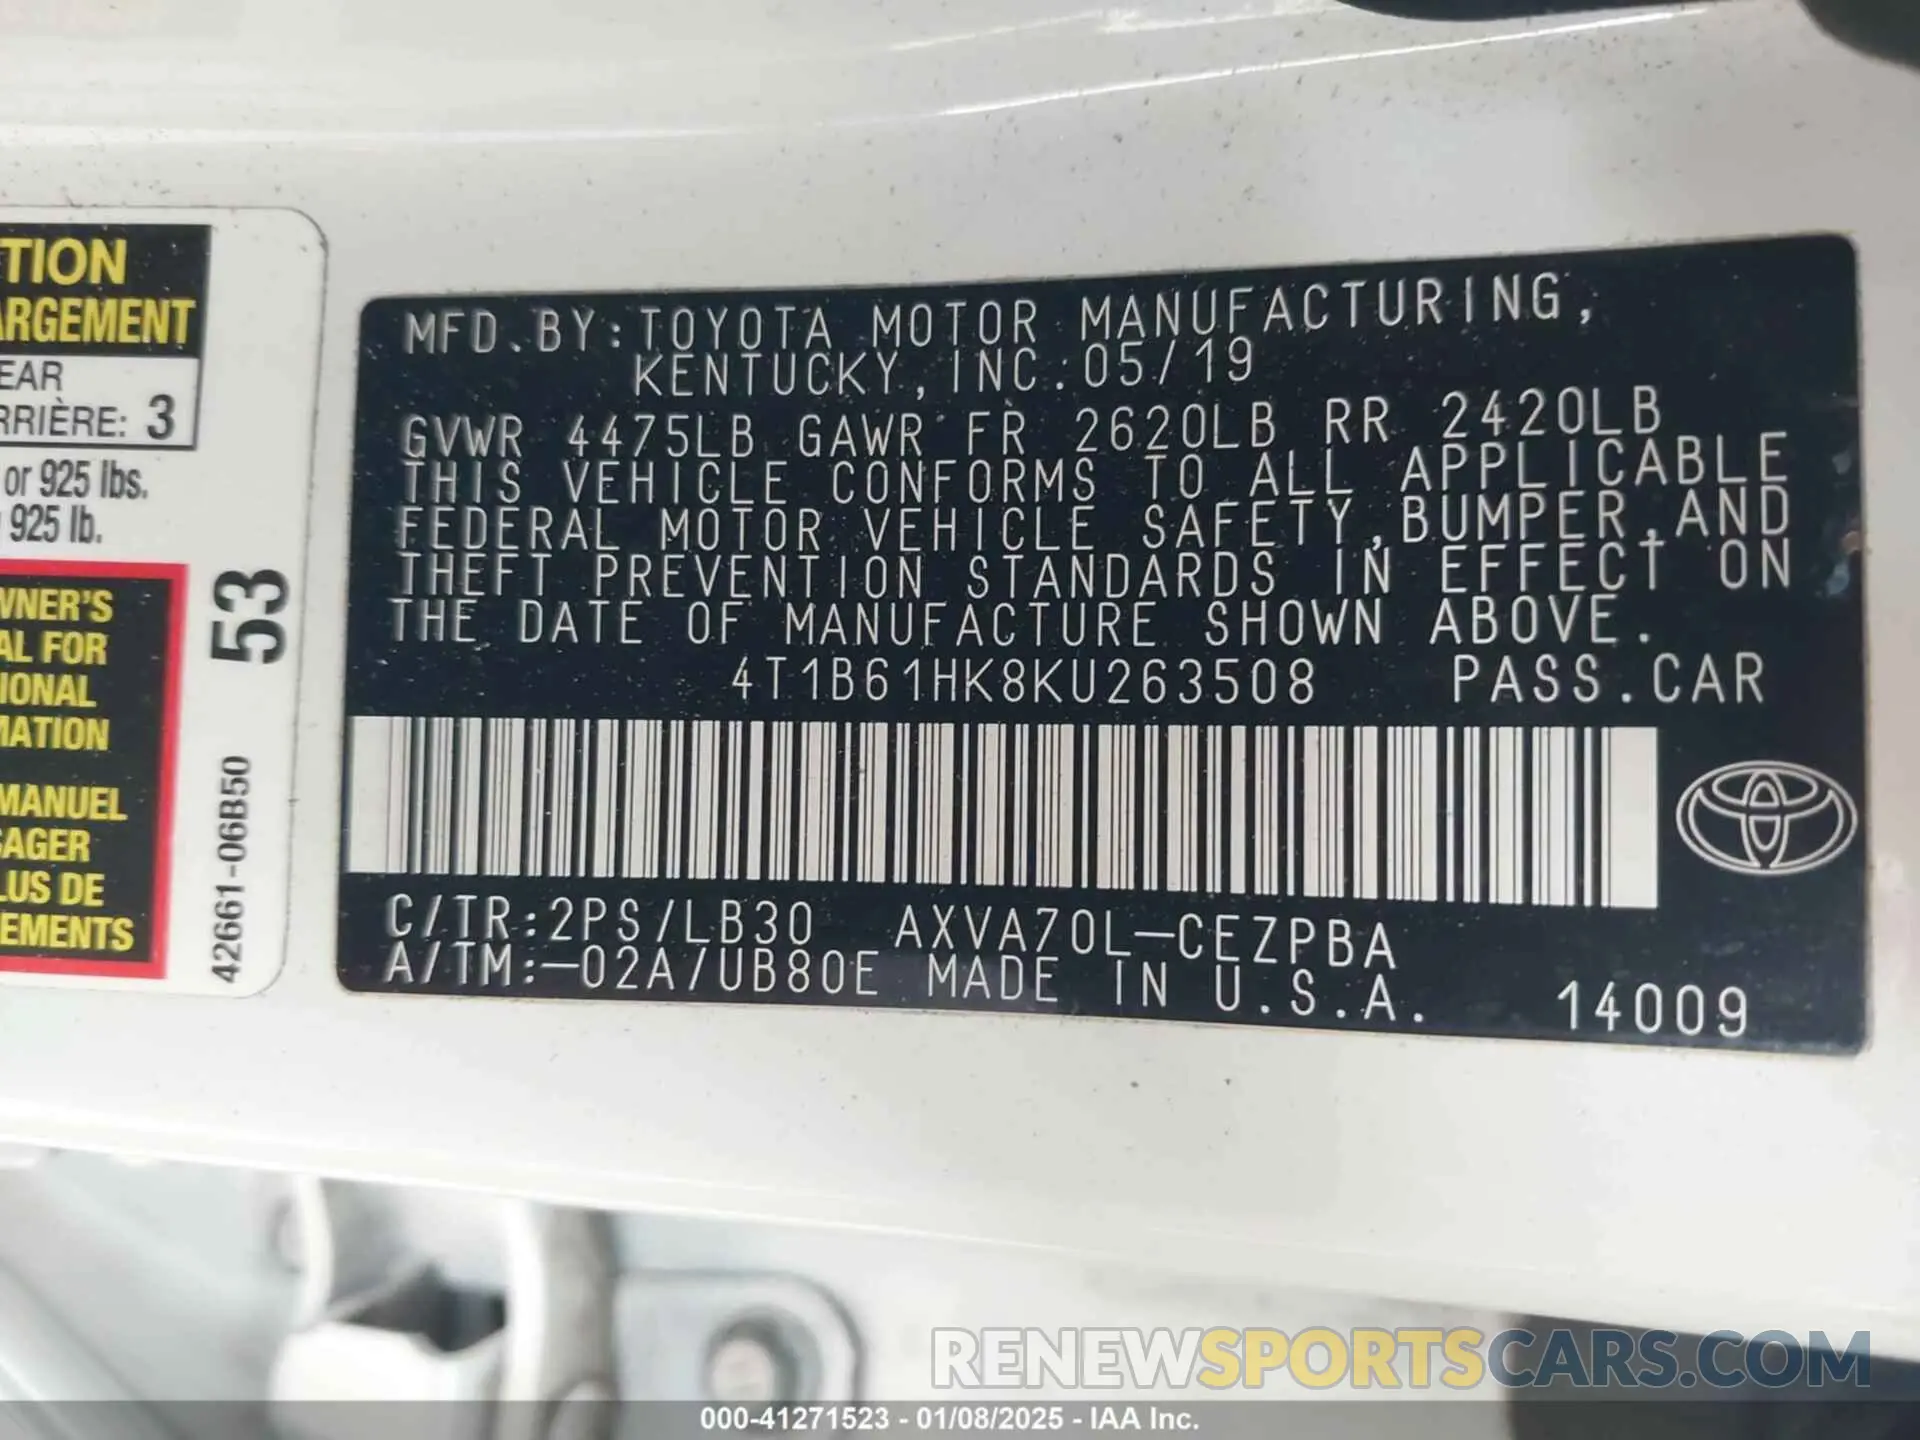 TION
ARGEMENT
EAR
RRIÈRE: 3
or 925 lbs.
925 lb.
WNER'S
AL FOR
IONAL
MATION
MANUEL
AGER
LUS DE
EMENTS
53
42661-06B50
MFD.BY:TOYOTA MOTOR MANUFACTURING,
KENTUCKY,INC.:05/19
GVWR 4475LB GAWR FR 2620LB RR 2420LB
THIS VEHICLE CONFORMS TO ALL APPLICABLE
FEDERAL MOTOR VEHICLE SAFETY,BUMPER,AND
THEFT PREVENTION STANDARDS IN EFFECT ON
THE DATE OF MANUFACTURE SHOWN ABOVE.
4T1B61HK8KU263508 PASS.CAR
C/TR:2PS/LB30 AXVA70L-CEZPBA
A/TM:-02A/UB80E MADE IN U.S.A. 14009
RENEWSPORTSCARS.COM
000-41271523 - 01/08/2025 - IAA Inc.